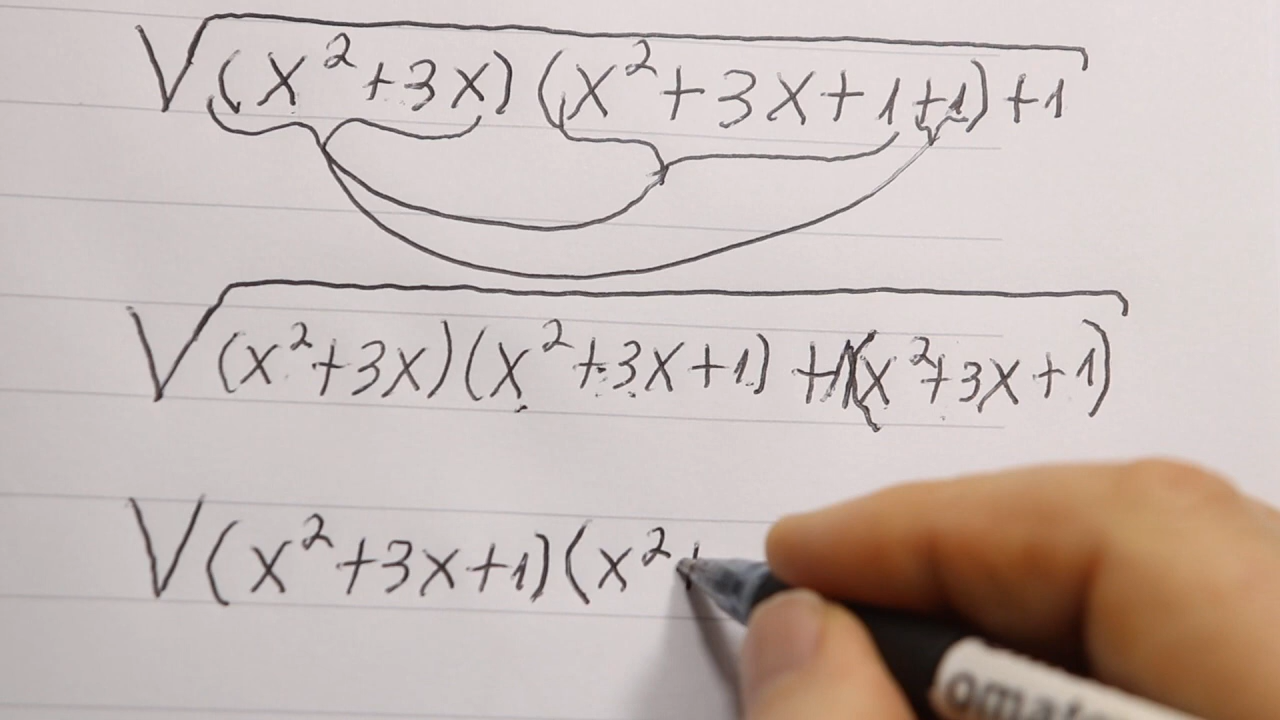 √(x²+3x)(x²+3x+1+1)+1
√(x²+3x)(x²+3x+1)+1(x²+3x+1)
√(x²+3x+1)(x²+